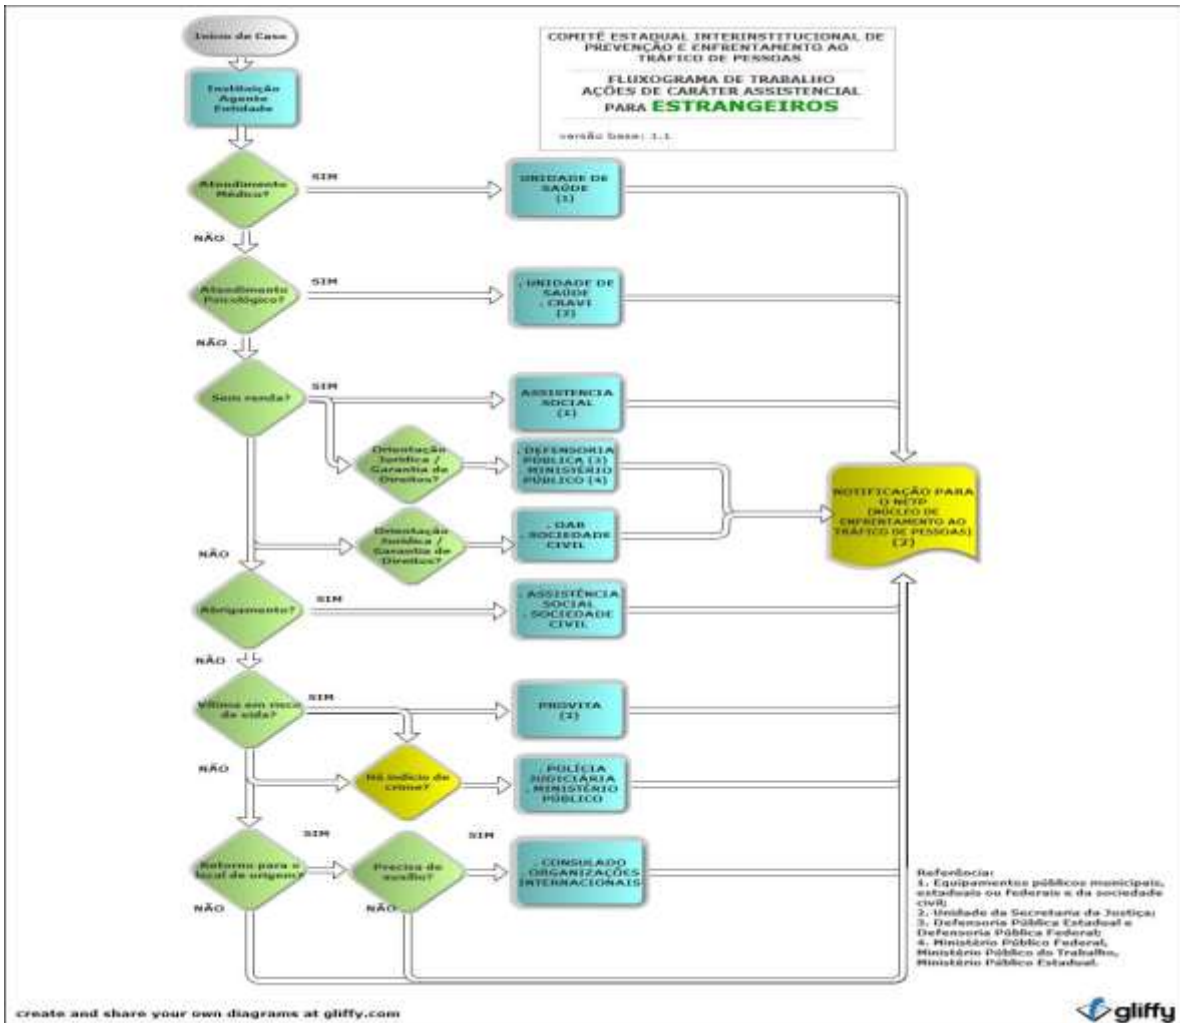 Início do Caso
COMITÊ ESTADUAL INTERINSTITUCIONAL DE
PREVENÇÃO E ENFRENTAMENTO AO
TRÁFICO DE PESSOAS
FLUXOGRAMA DE TRABALHO
AÇÕES DE CARÁTER ASSISTENCIAL
PARA ESTRANGEIROS
versão base: 1.1
Instituição
Agente
Entidade
Atendimento
Médico?
SIM
UNIDADE DE
SAÚDE
(1)
NÃO
Atendimento
Psicológico?
SIM
. UNIDADE DE
SAÚDE
. CRAVI
(2)
NÃO
Sem renda?
SIM
ASSISTENCIA
SOCIAL
(1)
Orientação
Jurídica /
Garantia de
Direitos?
. DEFENSORIA
PÚBLICA (3)
. MINISTÉRIO
PÚBLICO (4)
NOTIFICAÇÃO PARA
O NETP
(NÚCLEO DE
ENFRENTAMENTO AO
TRÁFICO DE PESSOAS)
(2)
Orientação
Jurídica /
Garantia de
Direitos?
. OAB
. SOCIEDADE
CIVIL
NÃO
Abrigamento?
SIM
. ASSISTÊNCIA
SOCIAL
. SOCIEDADE
CIVIL
NÃO
Vítima em risco
de vida?
SIM
PROVITA
(2)
NÃO
Há indício de
crime?
. POLÍCIA
JUDICIÁRIA
. MINISTÉRIO
PÚBLICO
Retorno para o
local de origem?
SIM
Precisa de
auxílio?
SIM
. CONSULADO
. ORGANIZAÇÕES
INTERNACIONAIS
NÃO
NÃO
Referência:
1. Equipamentos públicos municipais,
estaduais ou federais e da sociedade
civil;
2. Unidade da Secretaria da Justiça;
3. Defensoria Pública Estadual e
Defensoria Pública Federal;
4. Ministério Público Federal,
Ministério Público do Trabalho,
Ministério Público Estadual.
create and share your own diagrams at gliffy.com
gliffy